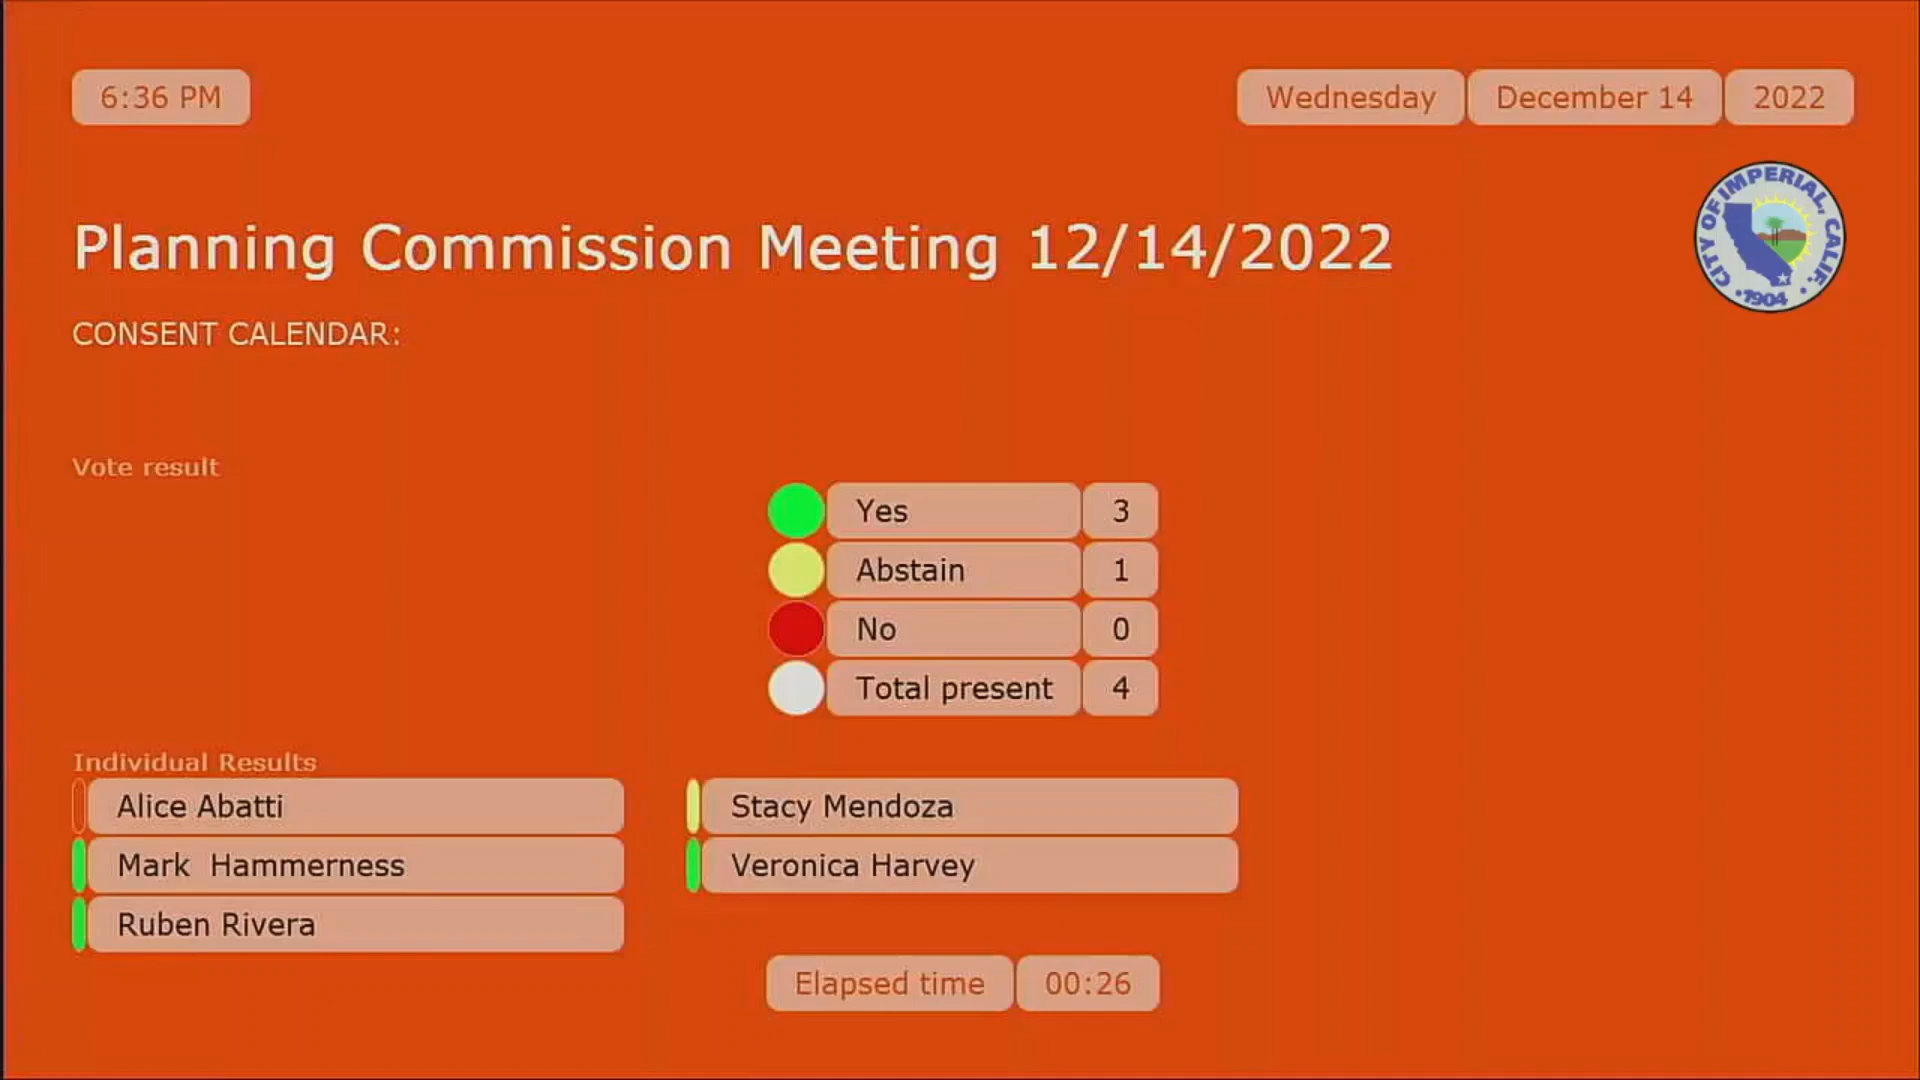 6:36 PM
Wednesday December 14 2022
CITY OF IMPERIAL, CALIF.
1904
Planning Commission Meeting 12/14/2022
CONSENT CALENDAR:
Vote result
Yes 3
Abstain 1
No 0
Total present 4
Individual Results
Alice Abatti
Mark  Hammerness
Ruben Rivera
Stacy Mendoza
Veronica Harvey
Elapsed time 00:26